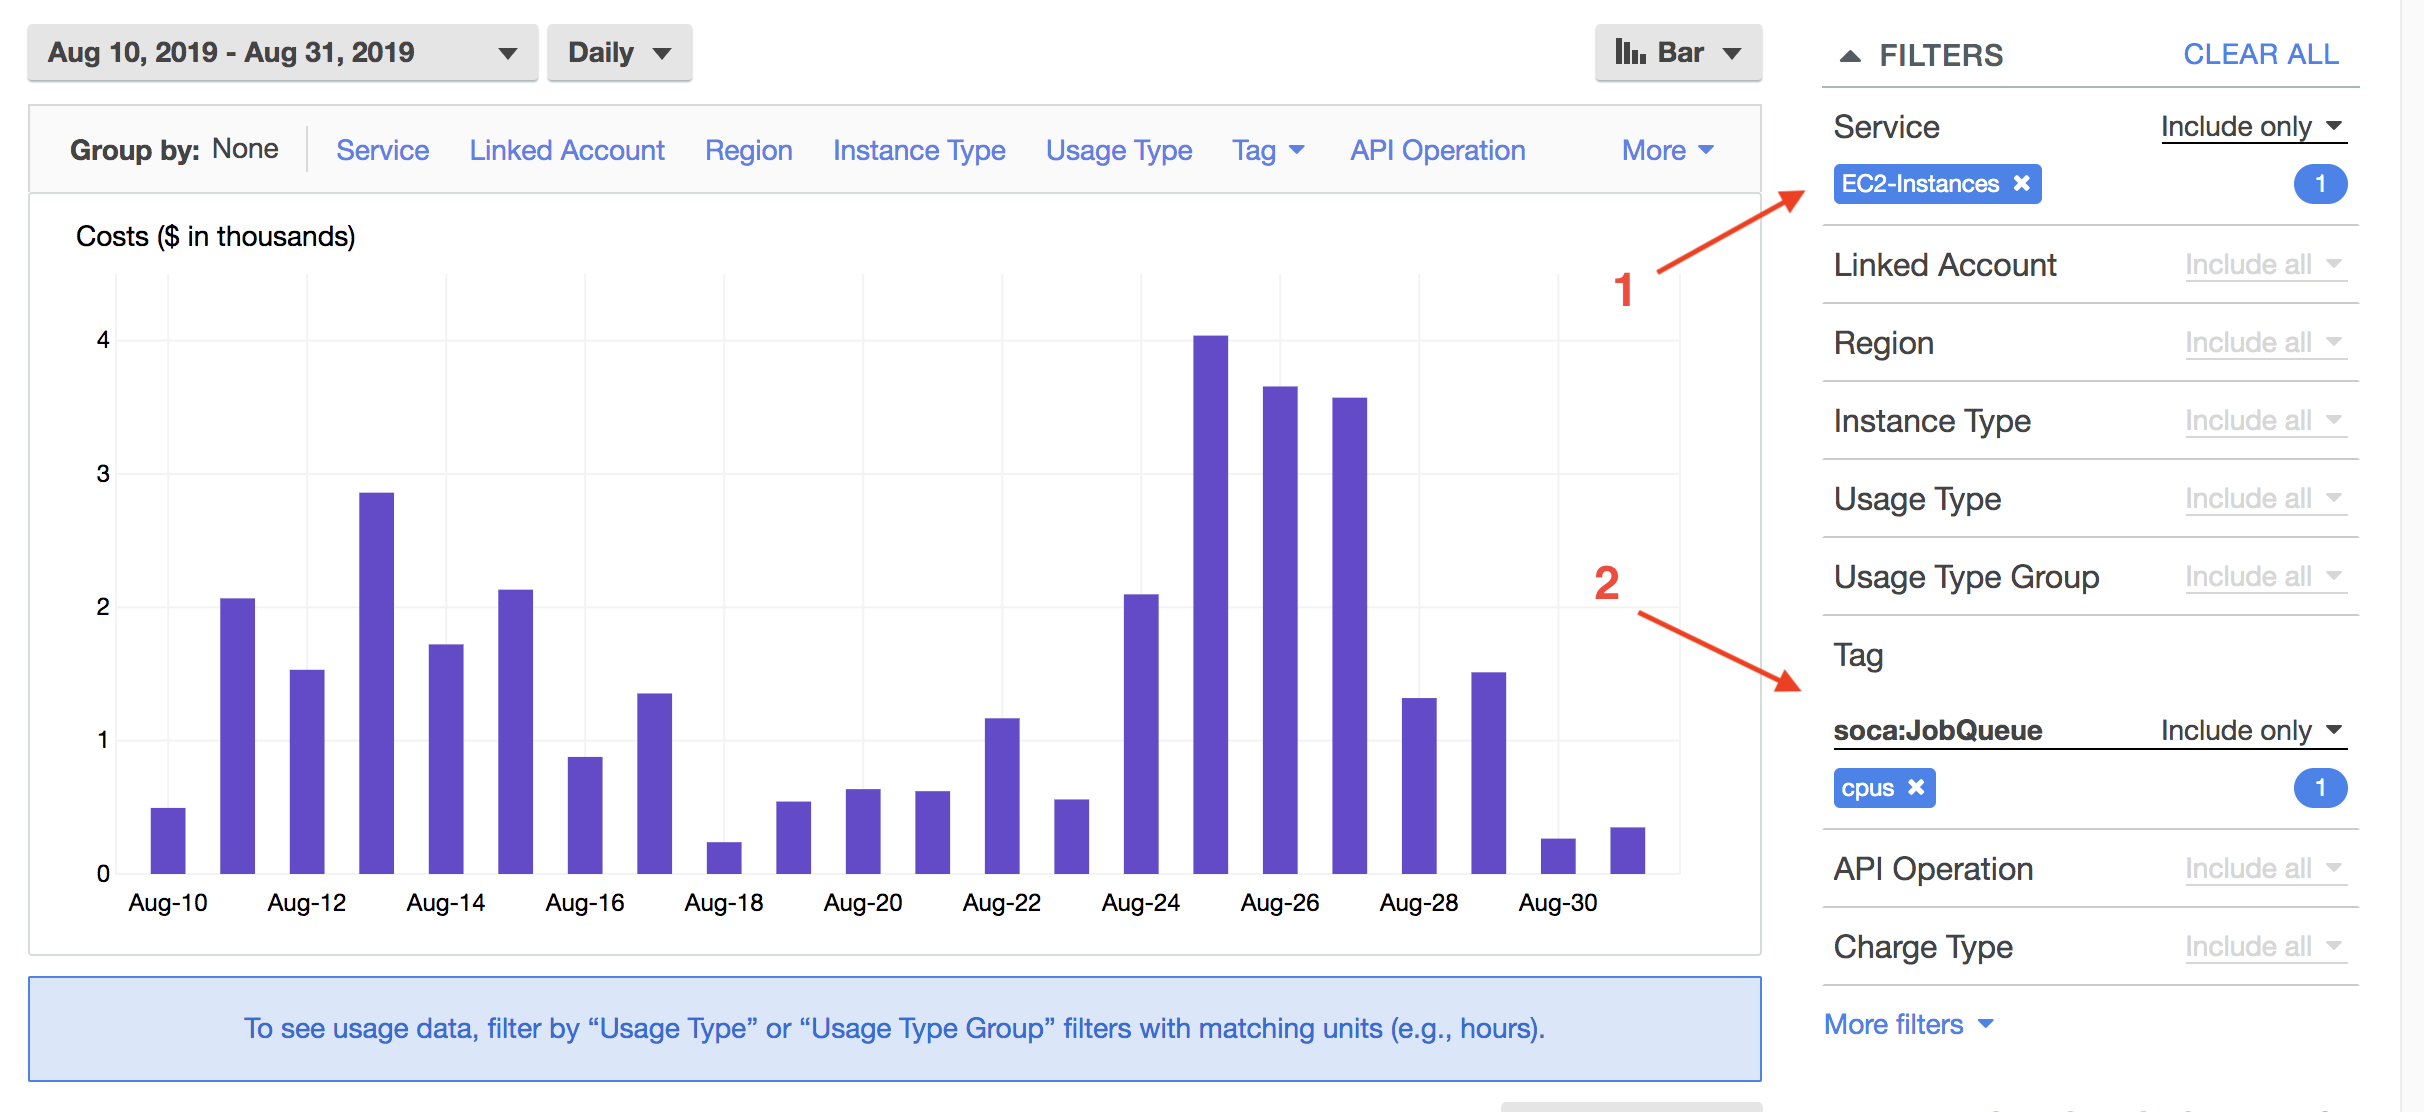 Aug 10, 2019 - Aug 31, 2019
Daily
Bar
Group by: None Service Linked Account Region Instance Type Usage Type Tag API Operation More
Costs ($ in thousands)
4
3
2
1
0
Aug-10 Aug-12 Aug-14 Aug-16 Aug-18 Aug-20 Aug-22 Aug-24 Aug-26 Aug-28 Aug-30
To see usage data, filter by “Usage Type” or “Usage Type Group” filters with matching units (e.g., hours).
1
2
FILTERS CLEAR ALL
Service Include only
EC2-Instances 1
Linked Account Include all
Region Include all
Instance Type Include all
Usage Type Include all
Usage Type Group Include all
Tag
soca:JobQueue Include only
cpus 1
API Operation Include all
Charge Type Include all
More filters